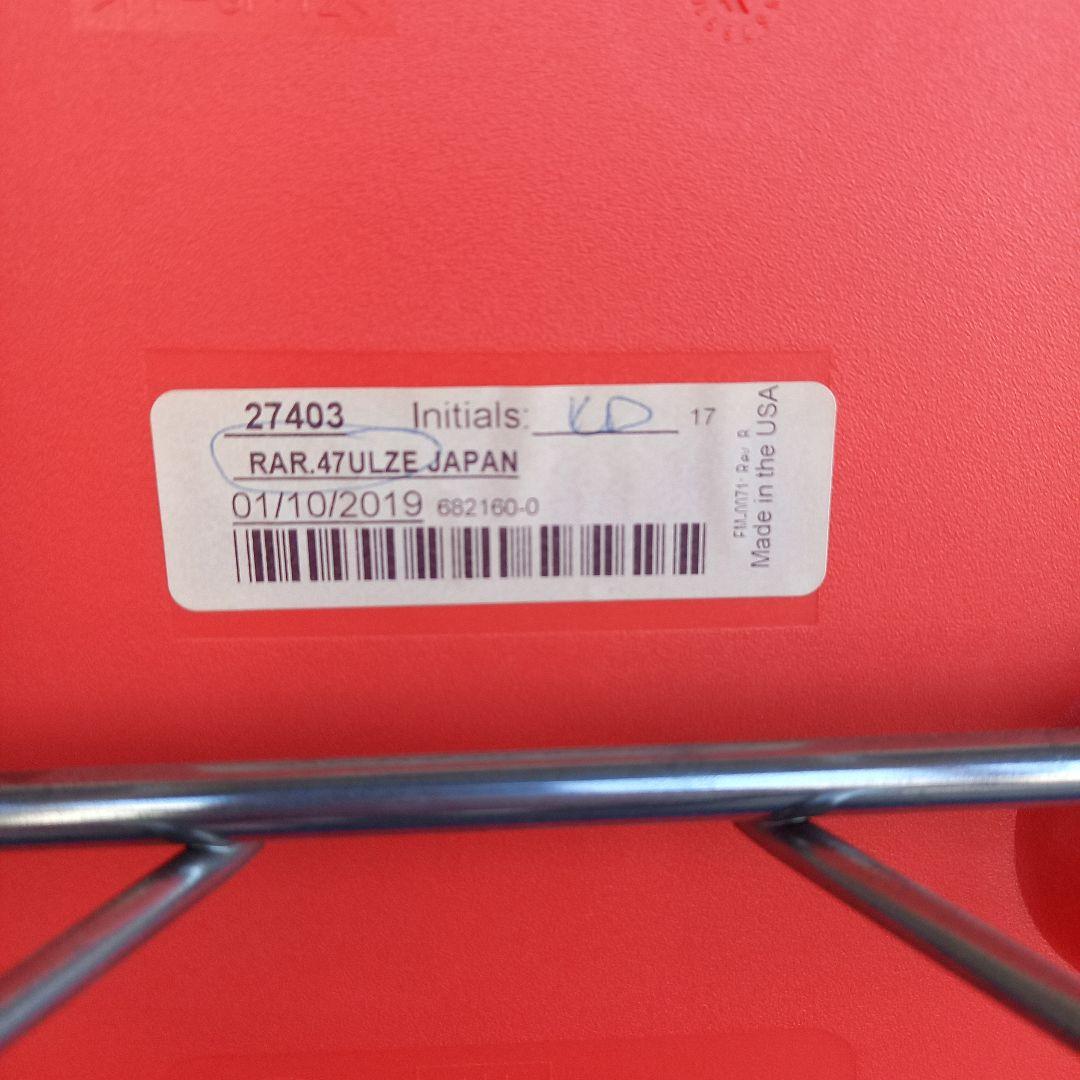 27403 Initials: KD 17
RAR.47ULZE JAPAN
01/10/2019 682160-0
Made in the USA